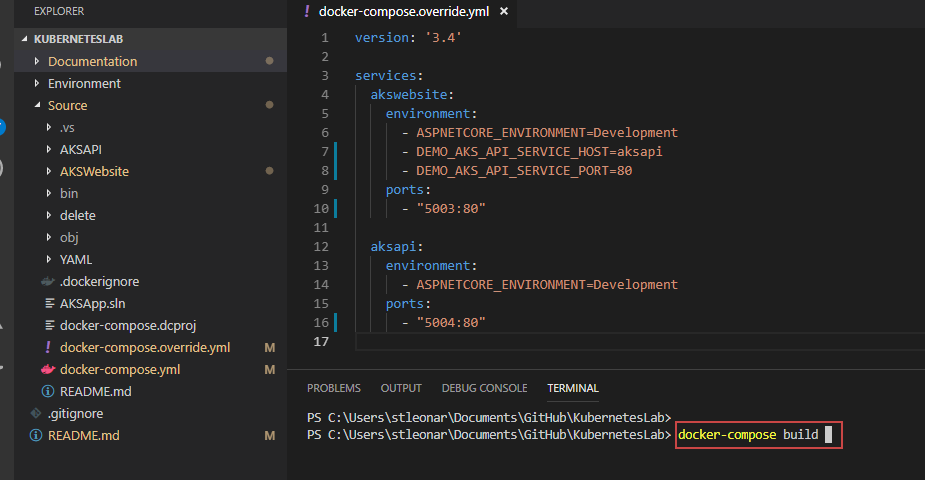 EXPLORER
KUBERNETESLAB
Documentation
Environment
Source
.vs
AKSAPI
AKSWebsite
bin
delete
obj
YAML
.dockerignore
AKSApp.sln
docker-compose.dcproj
! docker-compose.override.yml M
docker-compose.yml M
README.md
.gitignore
README.md M
! docker-compose.override.yml ×
1 version: '3.4'
2
3 services:
4 akswebsite:
5 environment:
6 - ASPNETCORE_ENVIRONMENT=Development
7 - DEMO_AKS_API_SERVICE_HOST=aksapi
8 - DEMO_AKS_API_SERVICE_PORT=80
9 ports:
10 - "5003:80"
11
12 aksapi:
13 environment:
14 - ASPNETCORE_ENVIRONMENT=Development
15 ports:
16 - "5004:80"
17
PROBLEMS OUTPUT DEBUG CONSOLE TERMINAL
PS C:\Users\stleonar\Documents\GitHub\KubernetesLab>
PS C:\Users\stleonar\Documents\GitHub\KubernetesLab> docker-compose build